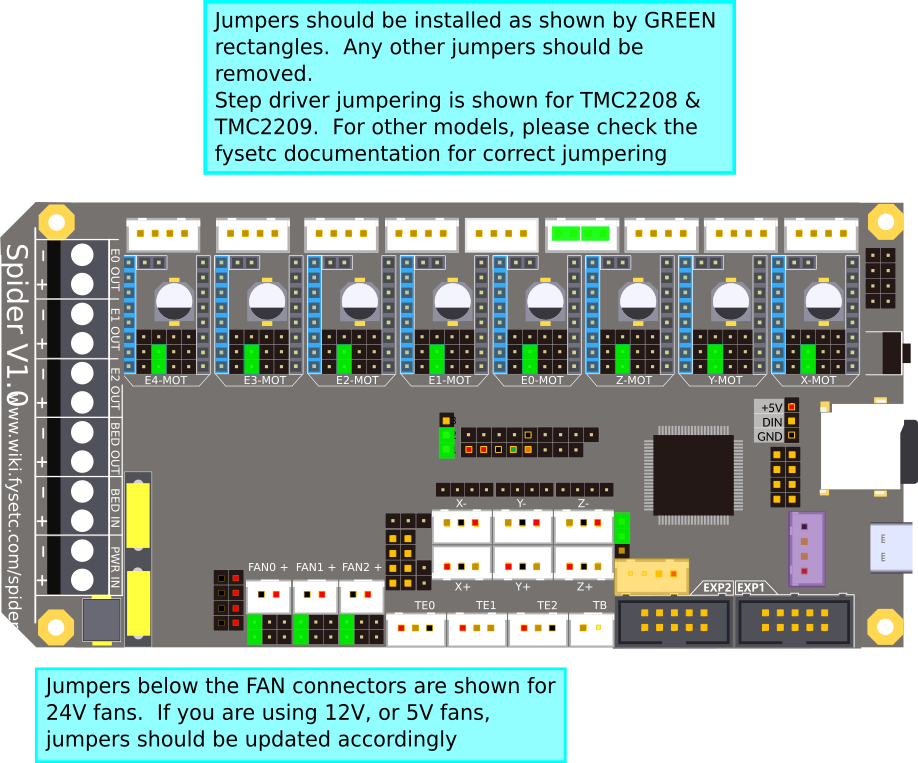 Jumpers should be installed as shown by GREEN
rectangles. Any other jumpers should be
removed.
Step driver jumpering is shown for TMC2208 &
TMC2209. For other models, please check the
fysetc documentation for correct jumpering
Spider V1.0
www.wiki.fysetc.com/spider
- + E0 OUT
- + E1 OUT
- + E2 OUT
- + BED OUT
- + BED IN
- + PWR IN
E4-MOT E3-MOT E2-MOT E1-MOT E0-MOT Z-MOT Y-MOT X-MOT
+5V
DIN
GND
X- Y- Z-
X+ Y+ Z+
FAN0 + FAN1 + FAN2 +
EXP2 EXP1
TE0 TE1 TE2 TB
Jumpers below the FAN connectors are shown for
24V fans. If you are using 12V, or 5V fans,
jumpers should be updated accordingly